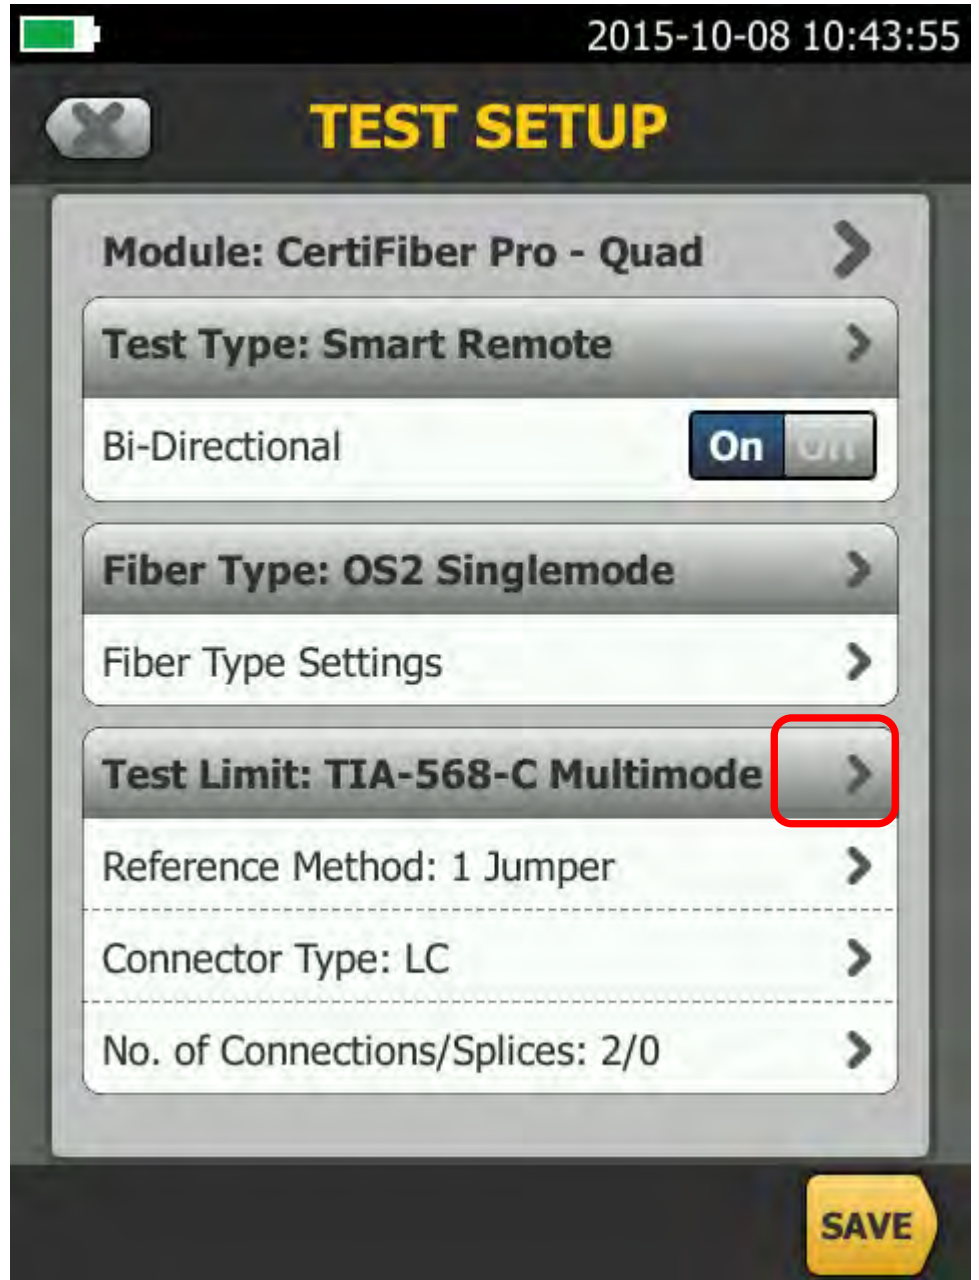 2015-10-08 10:43:55
TEST SETUP
Module: CertiFiber Pro - Quad
Test Type: Smart Remote
Bi-Directional
On Off
Fiber Type: OS2 Singlemode
Fiber Type Settings
Test Limit: TIA-568-C Multimode
Reference Method: 1 Jumper
Connector Type: LC
No. of Connections/Splices: 2/0
SAVE